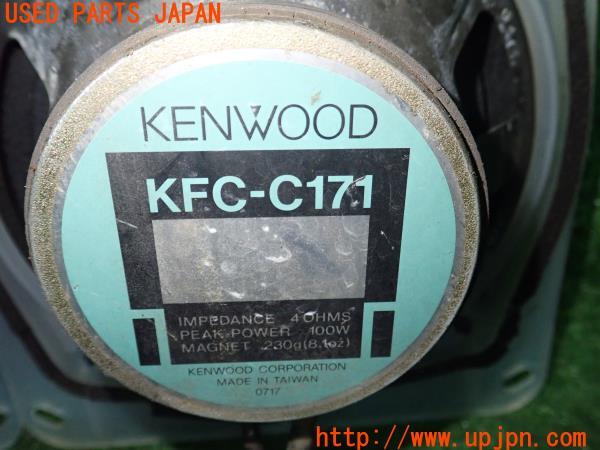 USED PARTS JAPAN
KENWOOD
KFC-C171
IMPEDANCE 4 OHMS
PEAK POWER 100W
MAGNET 230g(8.1oz)
KENWOOD CORPORATION
MADE IN TAIWAN
0717
http://www.upjpn.com